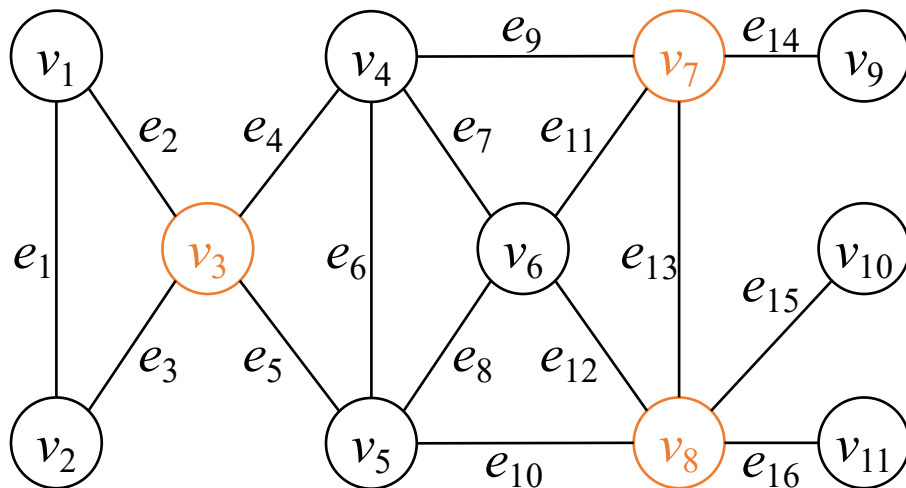 v₁ v₄ e₉ v₇ e₁₄ v₉
e₂ e₄ e₇ e₁₁
e₁ v₃ e₆ v₆ e₁₃ v₁₀
e₁₅
e₃ e₅ e₈ e₁₂
v₂ v₅ e₁₀ v₈ e₁₆ v₁₁